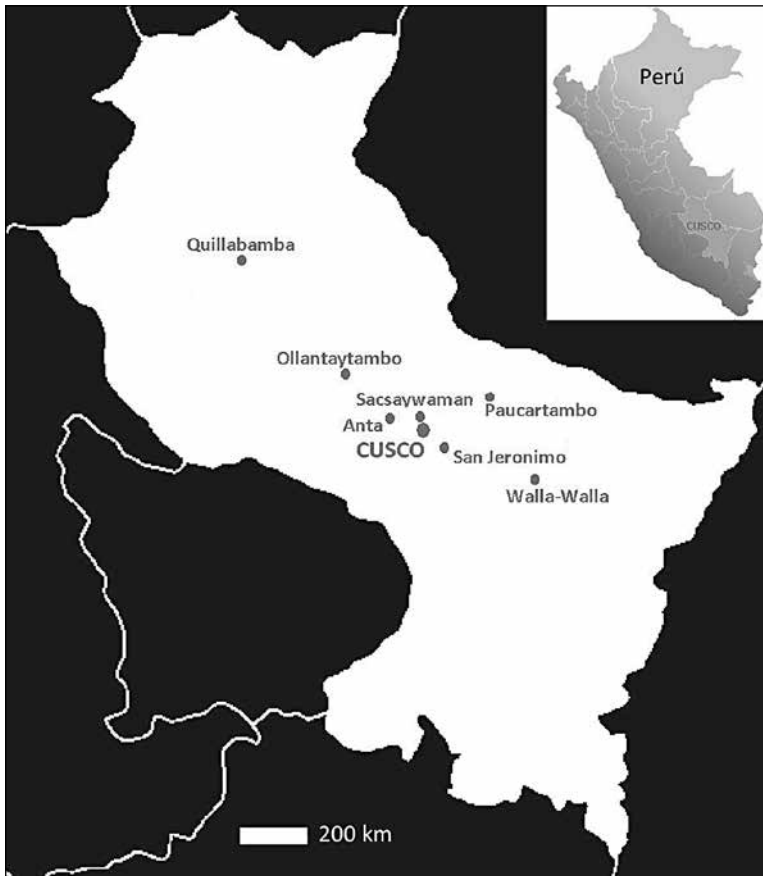 Perú
CUSCO
Quillabamba
Ollantaytambo
Sacsaywaman
Paucartambo
Anta
CUSCO
San Jeronimo
Walla-Walla
200 km